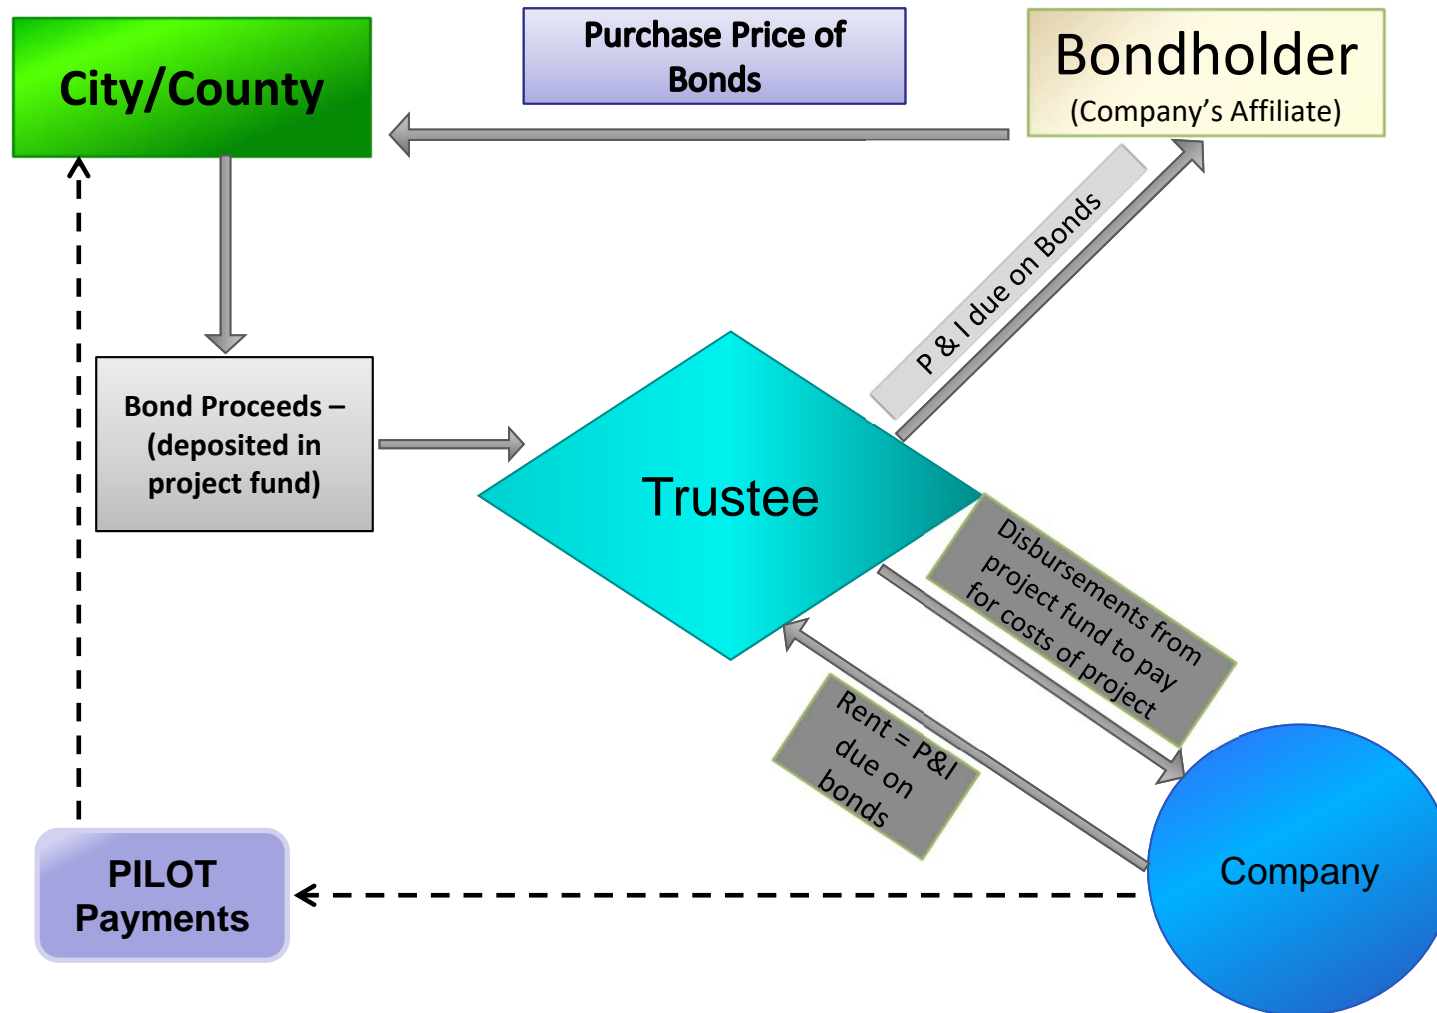 City/County
Purchase Price of
Bonds
Bondholder
(Company’s Affiliate)
P & I due on Bonds
Bond Proceeds –
(deposited in
project fund)
Trustee
Disbursements from
project fund to pay
for costs of project
Rent = P&I
due on
bonds
PILOT
Payments
Company